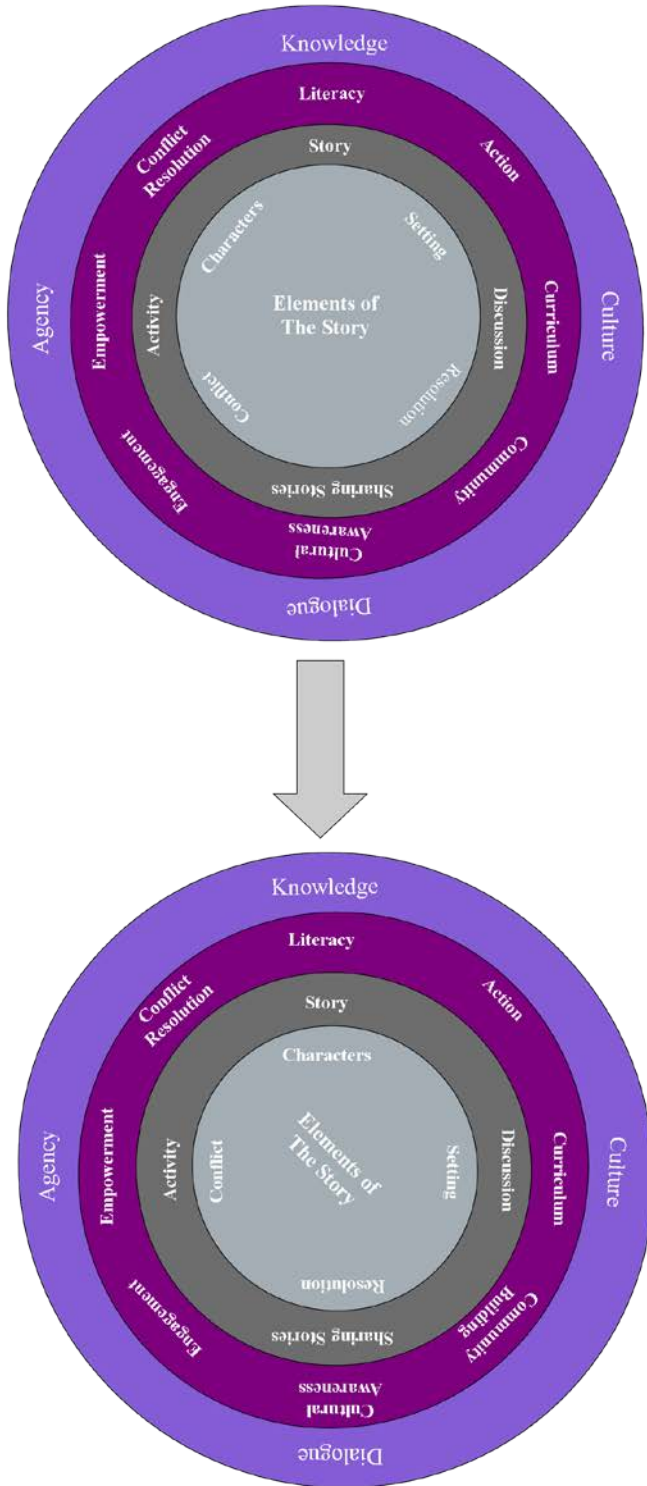 Knowledge
Literacy
Conflict
Resolution
Action
Story
Characters
Setting
Agency
Empowerment
Activity
Elements of
The Story
Discussion
Curriculum
Culture
Conflict
Resolution
Engagement
Community
Sharing Stories
Cultural
Awareness
Dialogue
Knowledge
Literacy
Conflict
Resolution
Action
Story
Characters
Agency
Empowerment
Activity
Conflict
Elements of
The Story
Setting
Discussion
Curriculum
Culture
Resolution
Engagement
Community
Building
Sharing Stories
Cultural
Awareness
Dialogue